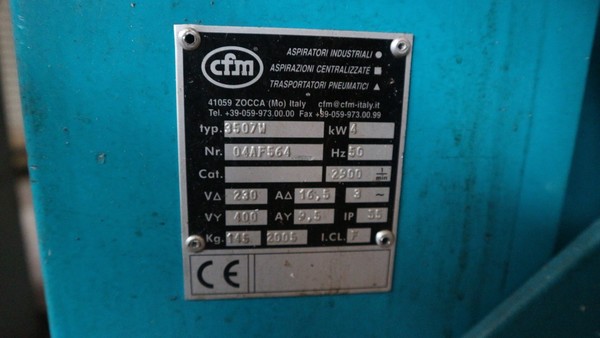 cfm
ASPIRATORI INDUSTRIALI ●
ASPIRAZIONI CENTRALIZZATE ■
TRASPORTATORI PNEUMATICI ▲
41059 ZOCCA (Mo) Italy cfm@cfm-italy.it
Tel. +39-059-973.00.00 Fax +39-059-973.00.99
typ. 3507W kW 4
Nr. 04AF564 Hz 50
Cat. 2900 1/min
V∆ 230 A∆ 16,5 3 ~
VY 400 AY 9,5 IP 55
Kg. 145 2005 I.CL. F
CE